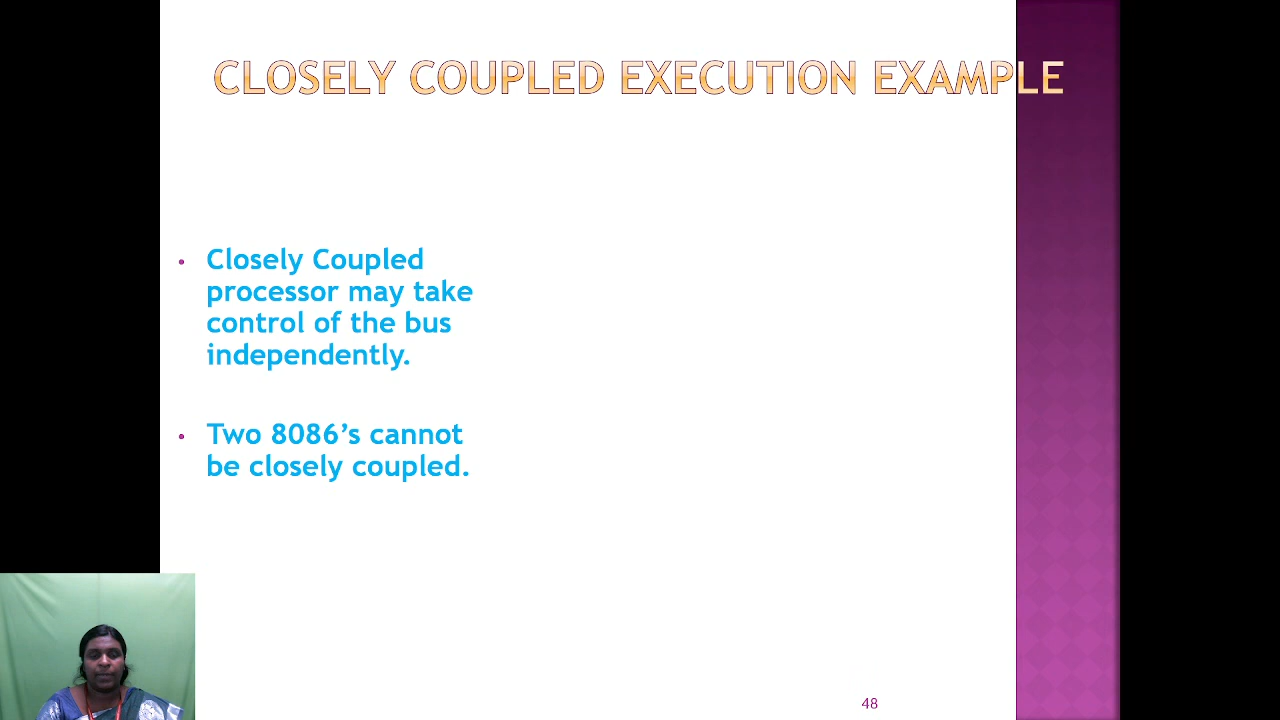 CLOSELY COUPLED EXECUTION EXAMPLE
• Closely Coupled
processor may take
control of the bus
independently.
• Two 8086’s cannot
be closely coupled.
48